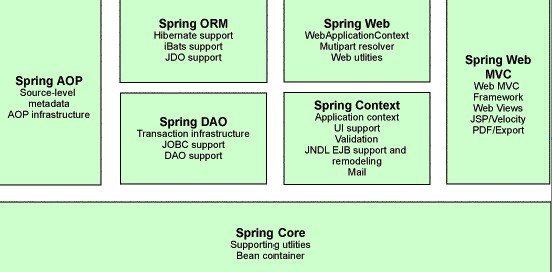 Spring AOP
Source-level
metadata
AOP infrastructure
Spring ORM
Hibernate support
iBats support
JDO support
Spring DAO
Transaction infrastructure
JOBC support
DAO support
Spring Web
WebApplicationContext
Mutipart resolver
Web utlities
Spring Context
Application context
UI support
Validation
JNDL EJB support and
remodeling
Mail
Spring Web
MVC
Web MVC
Framework
Web Views
JSP/Velocity
PDF/Export
Spring Core
Supporting utlities
Bean container